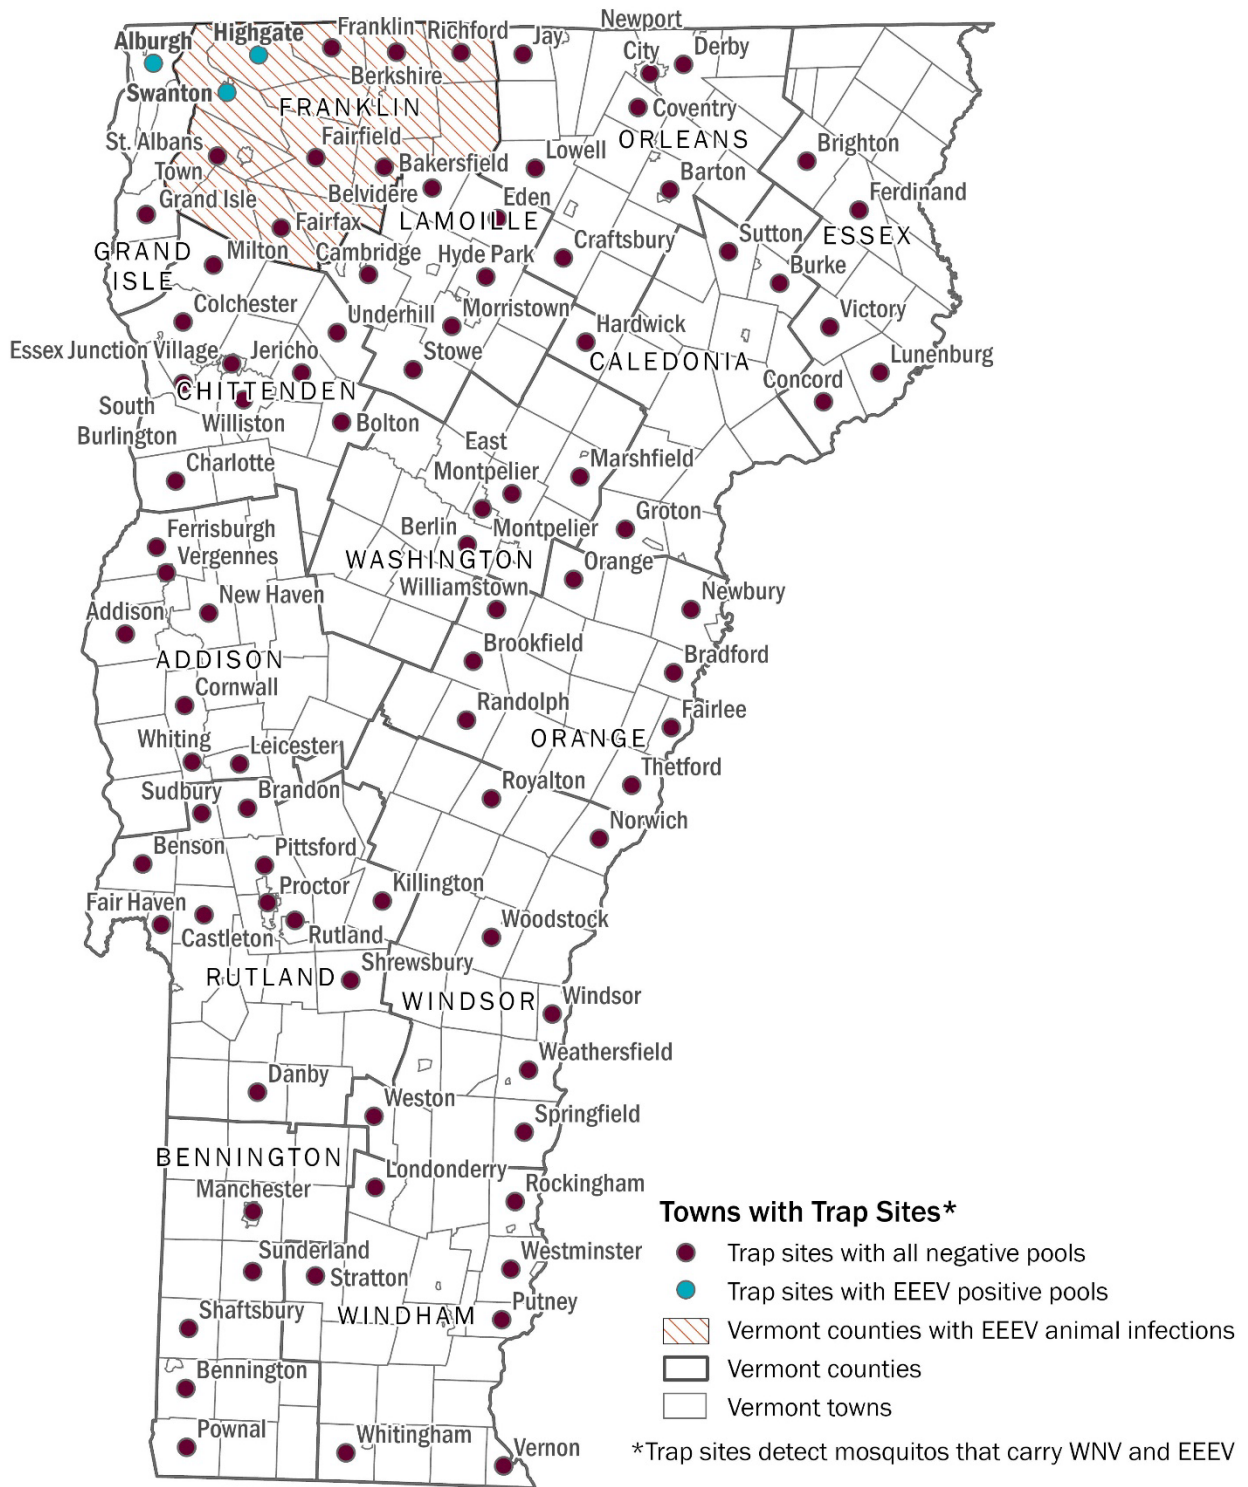 Newport
City
Derby
Jay
Richford
Franklin
Highgate
Alburgh
Berkshire
Swanton
FRANKLIN
Coventry
ORLEANS
St. Albans
Town
Fairfield
Bakersfield
Lowell
Brighton
Barton
Belvidere
Eden
Ferdinand
Grand Isle
Fairfax
LAMOILLE
Sutton
ESSEX
GRAND
ISLE
Milton
Cambridge
Hyde Park
Craftsbury
Burke
Colchester
Underhill
Morristown
Hardwick
Victory
Essex Junction Village
Jericho
Stowe
CALEDONIA
Lunenburg
Concord
CHITTENDEN
South
Burlington
Williston
Bolton
East
Montpelier
Marshfield
Charlotte
Groton
Ferrisburgh
Berlin
Montpelier
Vergennes
WASHINGTON
Orange
Williamstown
New Haven
Newbury
Addison
Brookfield
Bradford
ADDISON
Cornwall
Randolph
Fairlee
Whiting
Leicester
ORANGE
Thetford
Sudbury
Brandon
Royalton
Norwich
Benson
Pittsford
Proctor
Killington
Fair Haven
Castleton
Rutland
Woodstock
Shrewsbury
RUTLAND
WINDSOR
Windsor
Weathersfield
Danby
Weston
Springfield
BENNINGTON
Londonderry
Rockingham
Manchester
Sunderland
Stratton
Westminster
Shaftsbury
WINDHAM
Putney
Bennington
Pownal
Whitingham
Vernon
Towns with Trap Sites*
Trap sites with all negative pools
Trap sites with EEEV positive pools
Vermont counties with EEEV animal infections
Vermont counties
Vermont towns
*Trap sites detect mosquitos that carry WNV and EEEV